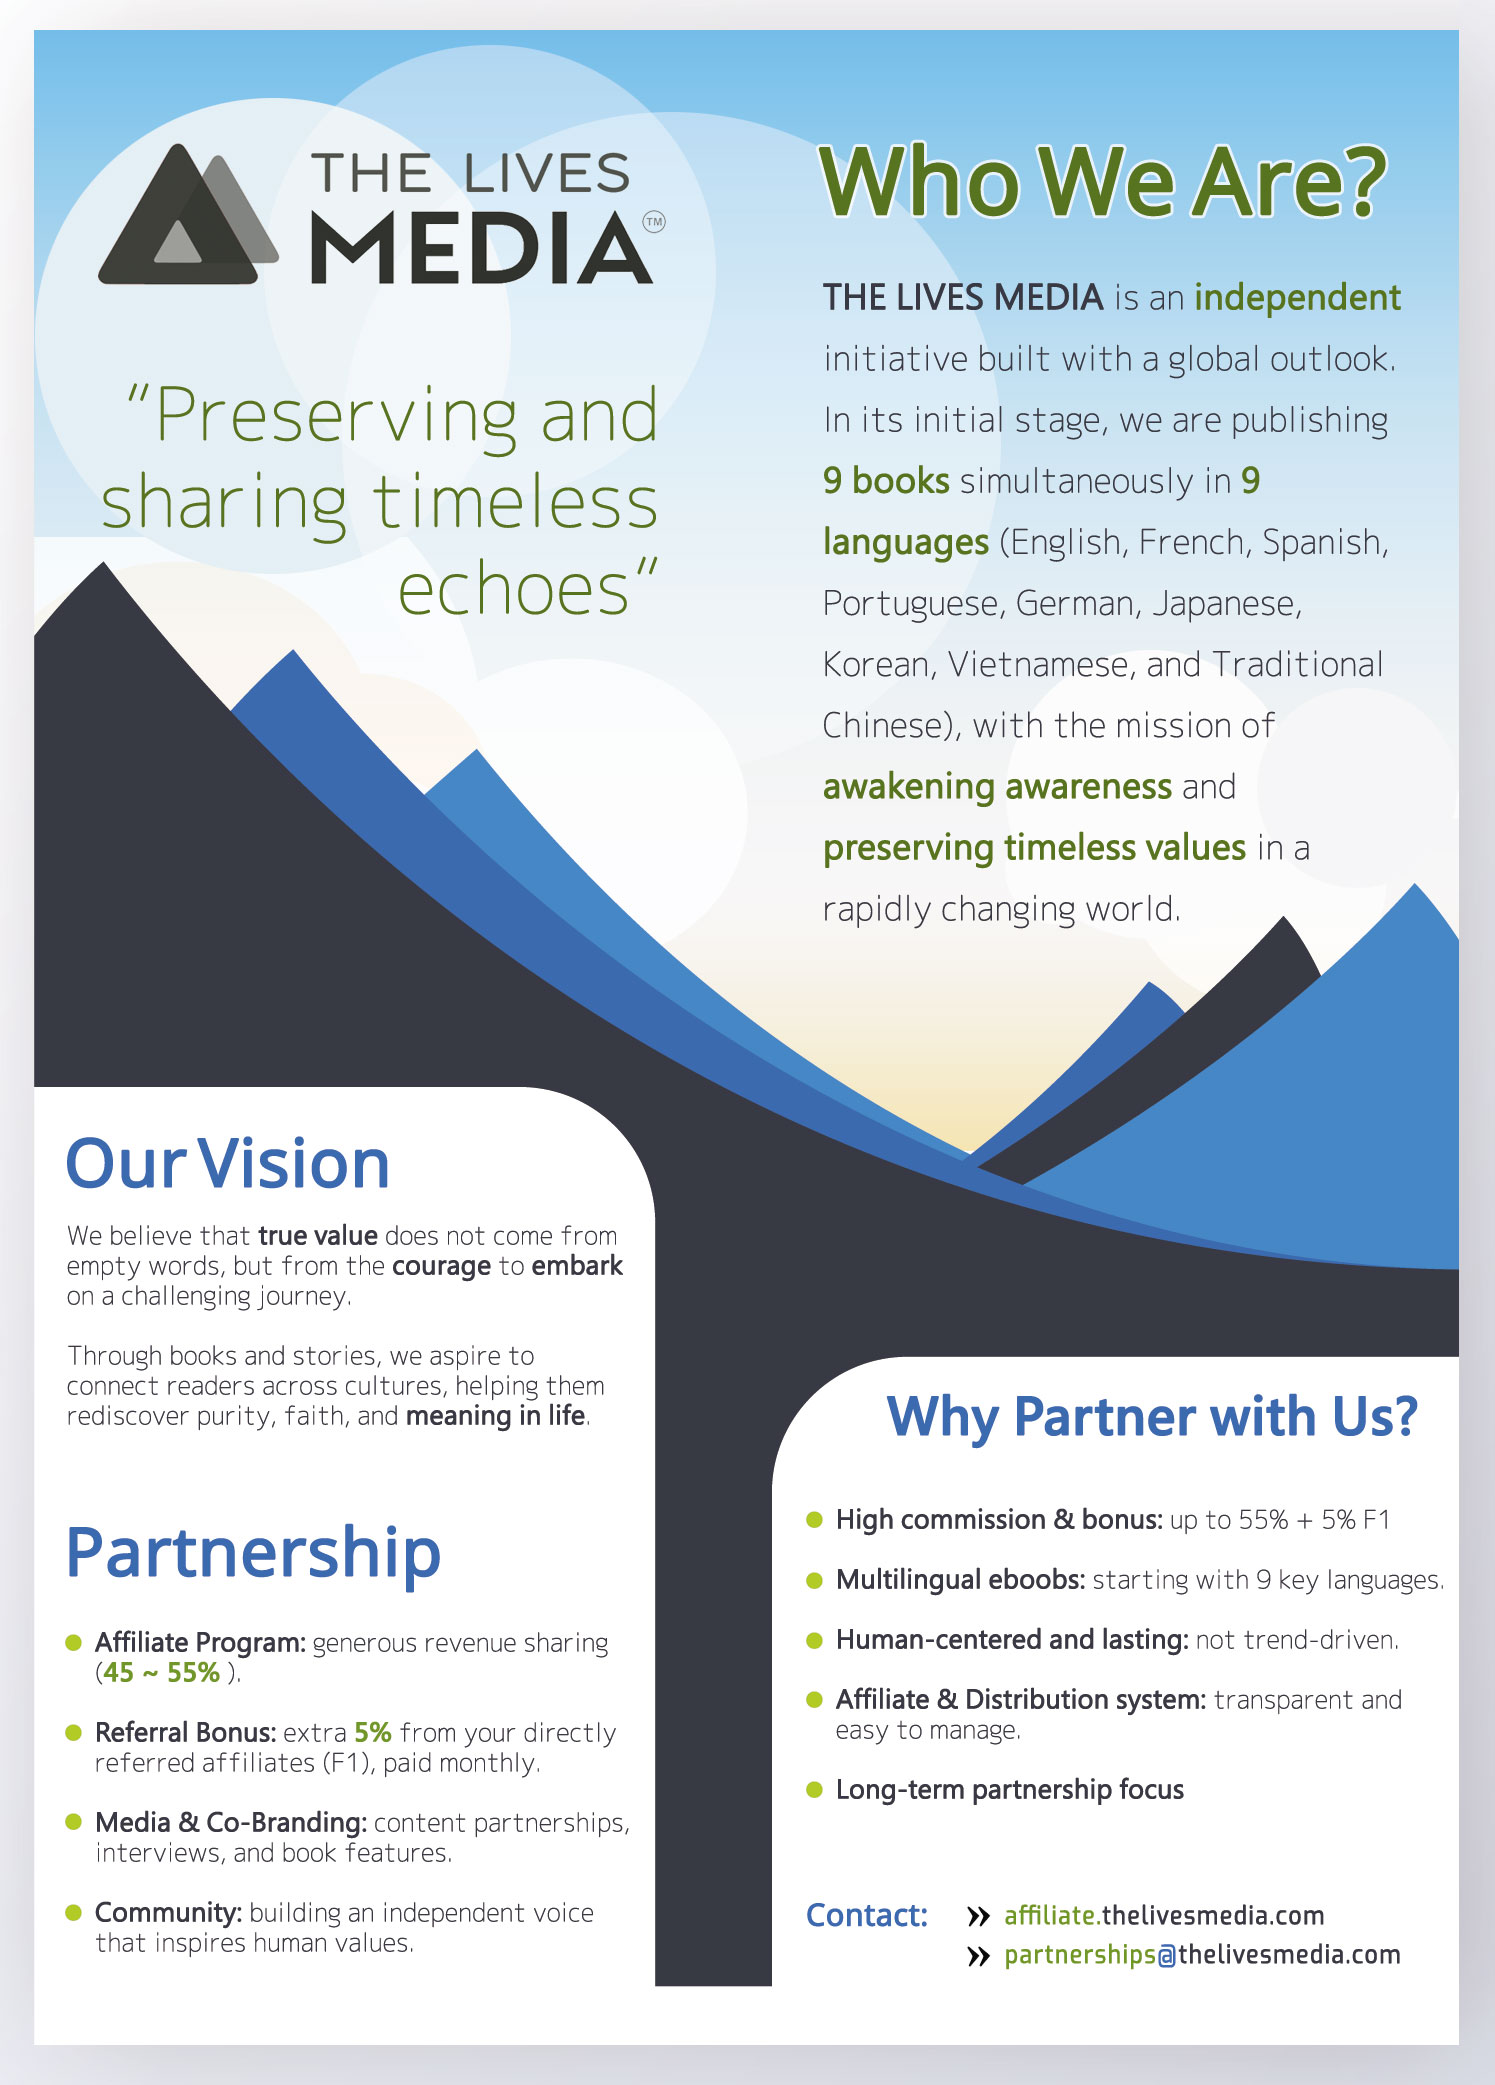 THE LIVES
MEDIA TM
“Preserving and
sharing timeless
echoes“
Who We Are?
THE LIVES MEDIA is an independent
initiative built with a global outlook.
In its initial stage, we are publishing
9 books simultaneously in 9
languages (English, French, Spanish,
Portuguese, German, Japanese,
Korean, Vietnamese, and Traditional
Chinese), with the mission of
awakening awareness and
preserving timeless values in a
rapidly changing world.
Our Vision
We believe that true value does not come from
empty words, but from the courage to embark
on a challenging journey.
Through books and stories, we aspire to
connect readers across cultures, helping them
rediscover purity, faith, and meaning in life.
Partnership
Affiliate Program: generous revenue sharing
(45 ~ 55% ).
Referral Bonus: extra 5% from your directly
referred affiliates (F1), paid monthly.
Media & Co-Branding: content partnerships,
interviews, and book features.
Community: building an independent voice
that inspires human values.
Why Partner with Us?
High commission & bonus: up to 55% + 5% F1
Multilingual eboobs: starting with 9 key languages.
Human-centered and lasting: not trend-driven.
Affiliate & Distribution system: transparent and
easy to manage.
Long-term partnership focus
Contact: » affiliate.thelivesmedia.com
» partnerships@thelivesmedia.com